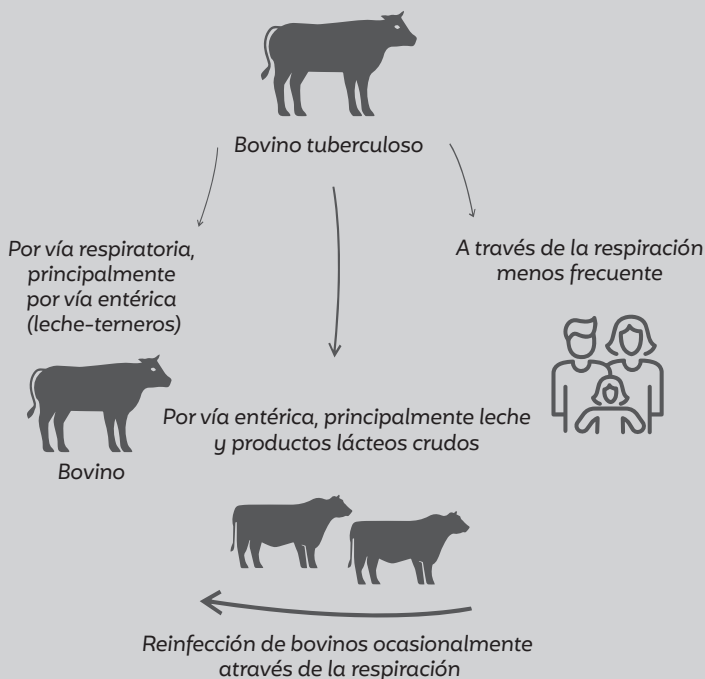 Bovino tuberculoso
Por vía respiratoria,
principalmente
por vía entérica
(leche-terneros)
A través de la respiración
menos frecuente
Bovino
Por vía entérica, principalmente leche
y productos lácteos crudos
Reinfección de bovinos ocasionalmente
através de la respiración